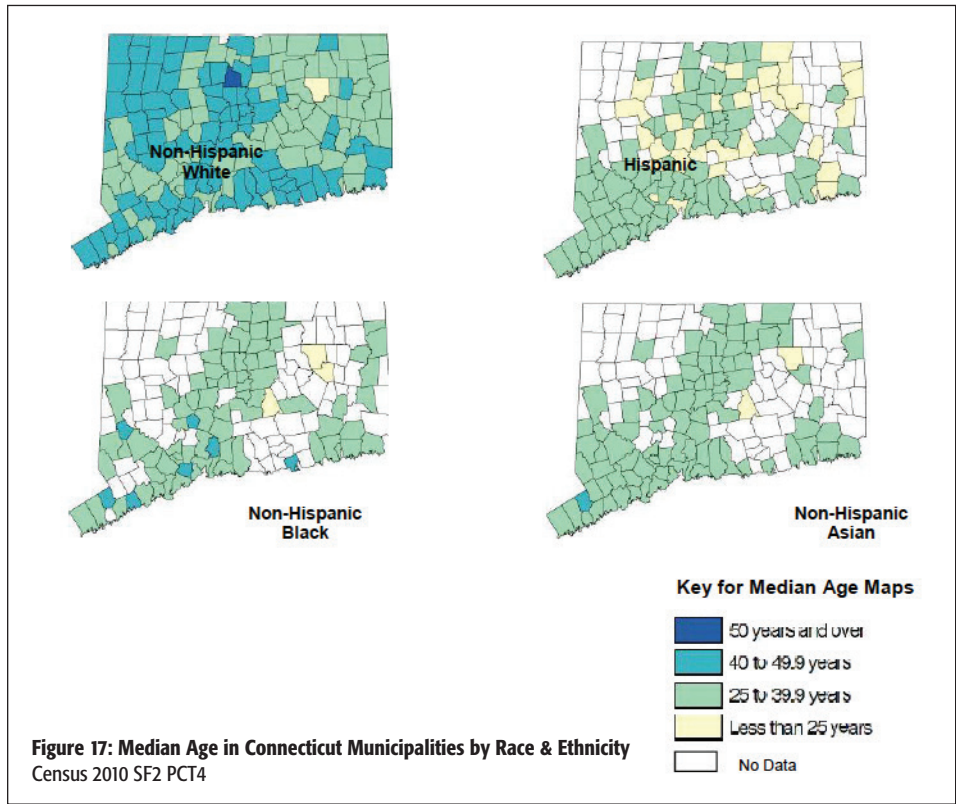 Non-Hispanic
White
Hispanic
Non-Hispanic
Black
Non-Hispanic
Asian
Key for Median Age Maps
50 years and over
40 to 49.9 years
25 to 39.9 years
Less than 25 years
No Data
Figure 17: Median Age in Connecticut Municipalities by Race & Ethnicity
Census 2010 SF2 PCT4